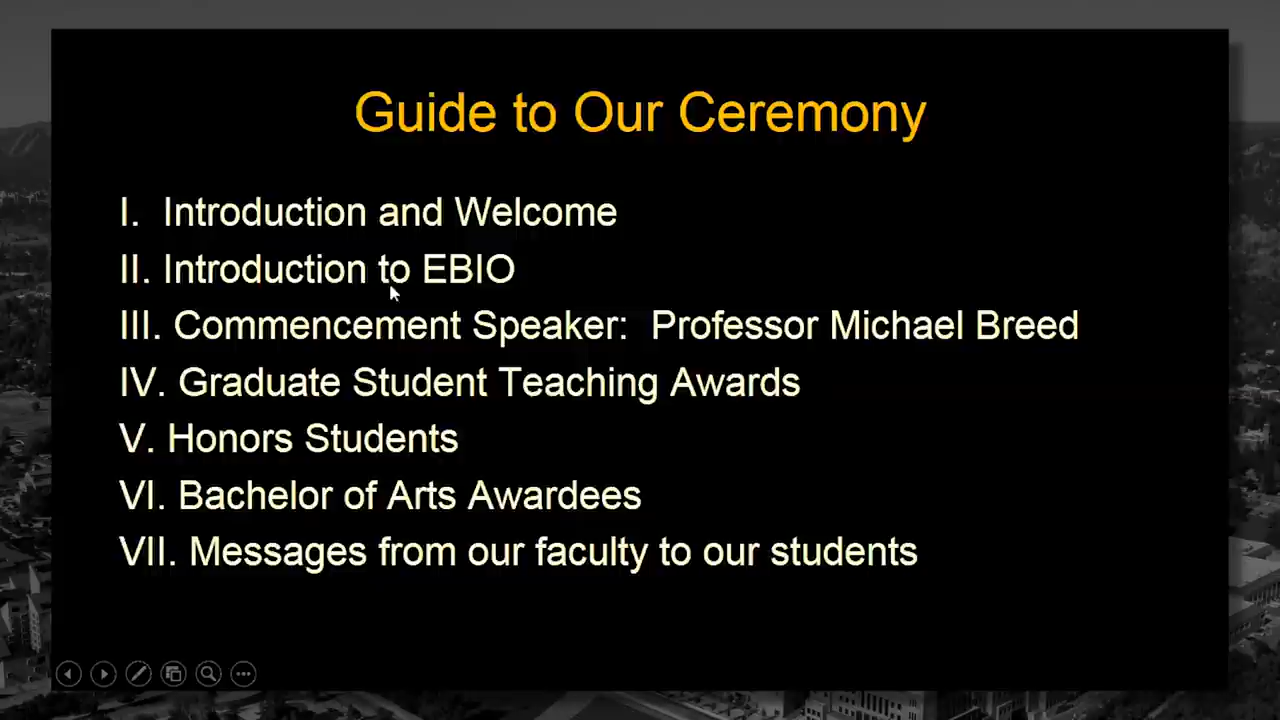 Guide to Our Ceremony
I. Introduction and Welcome
II. Introduction to EBIO
III. Commencement Speaker: Professor Michael Breed
IV. Graduate Student Teaching Awards
V. Honors Students
VI. Bachelor of Arts Awardees
VII. Messages from our faculty to our students